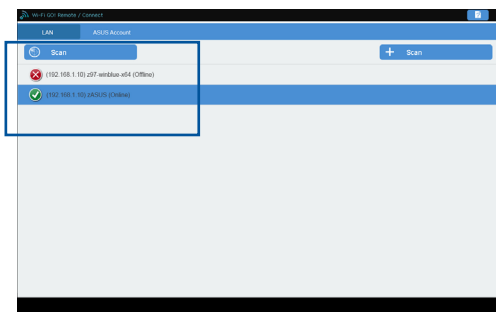 Wi-Fi GO! Remote / Connect
LAN ASUS Account
Scan Scan
(192.168.1.10) z97-winblue-x64 (Offline)
(192.168.1.10) zASUS (Online)